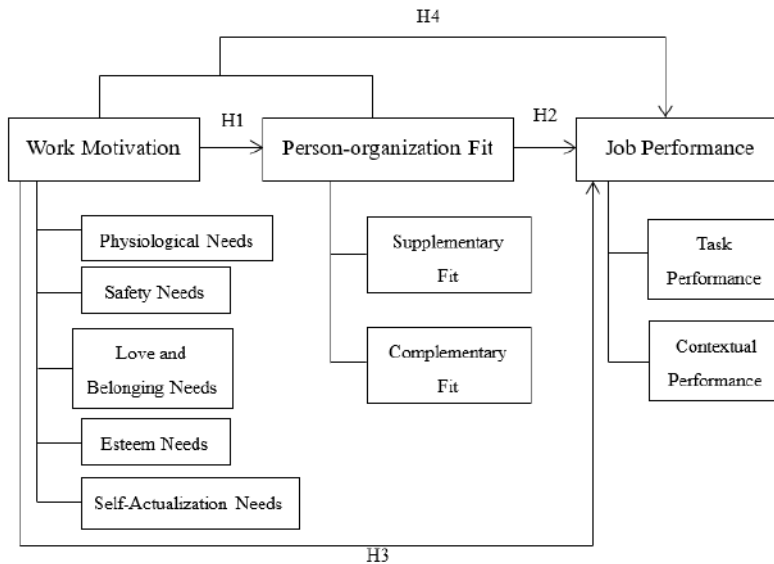 H4
H1
H2
Work Motivation
Person-organization Fit
Job Performance
Physiological Needs
Safety Needs
Love and
Belonging Needs
Esteem Needs
Self-Actualization Needs
Supplementary
Fit
Complementary
Fit
Task
Performance
Contextual
Performance
H3